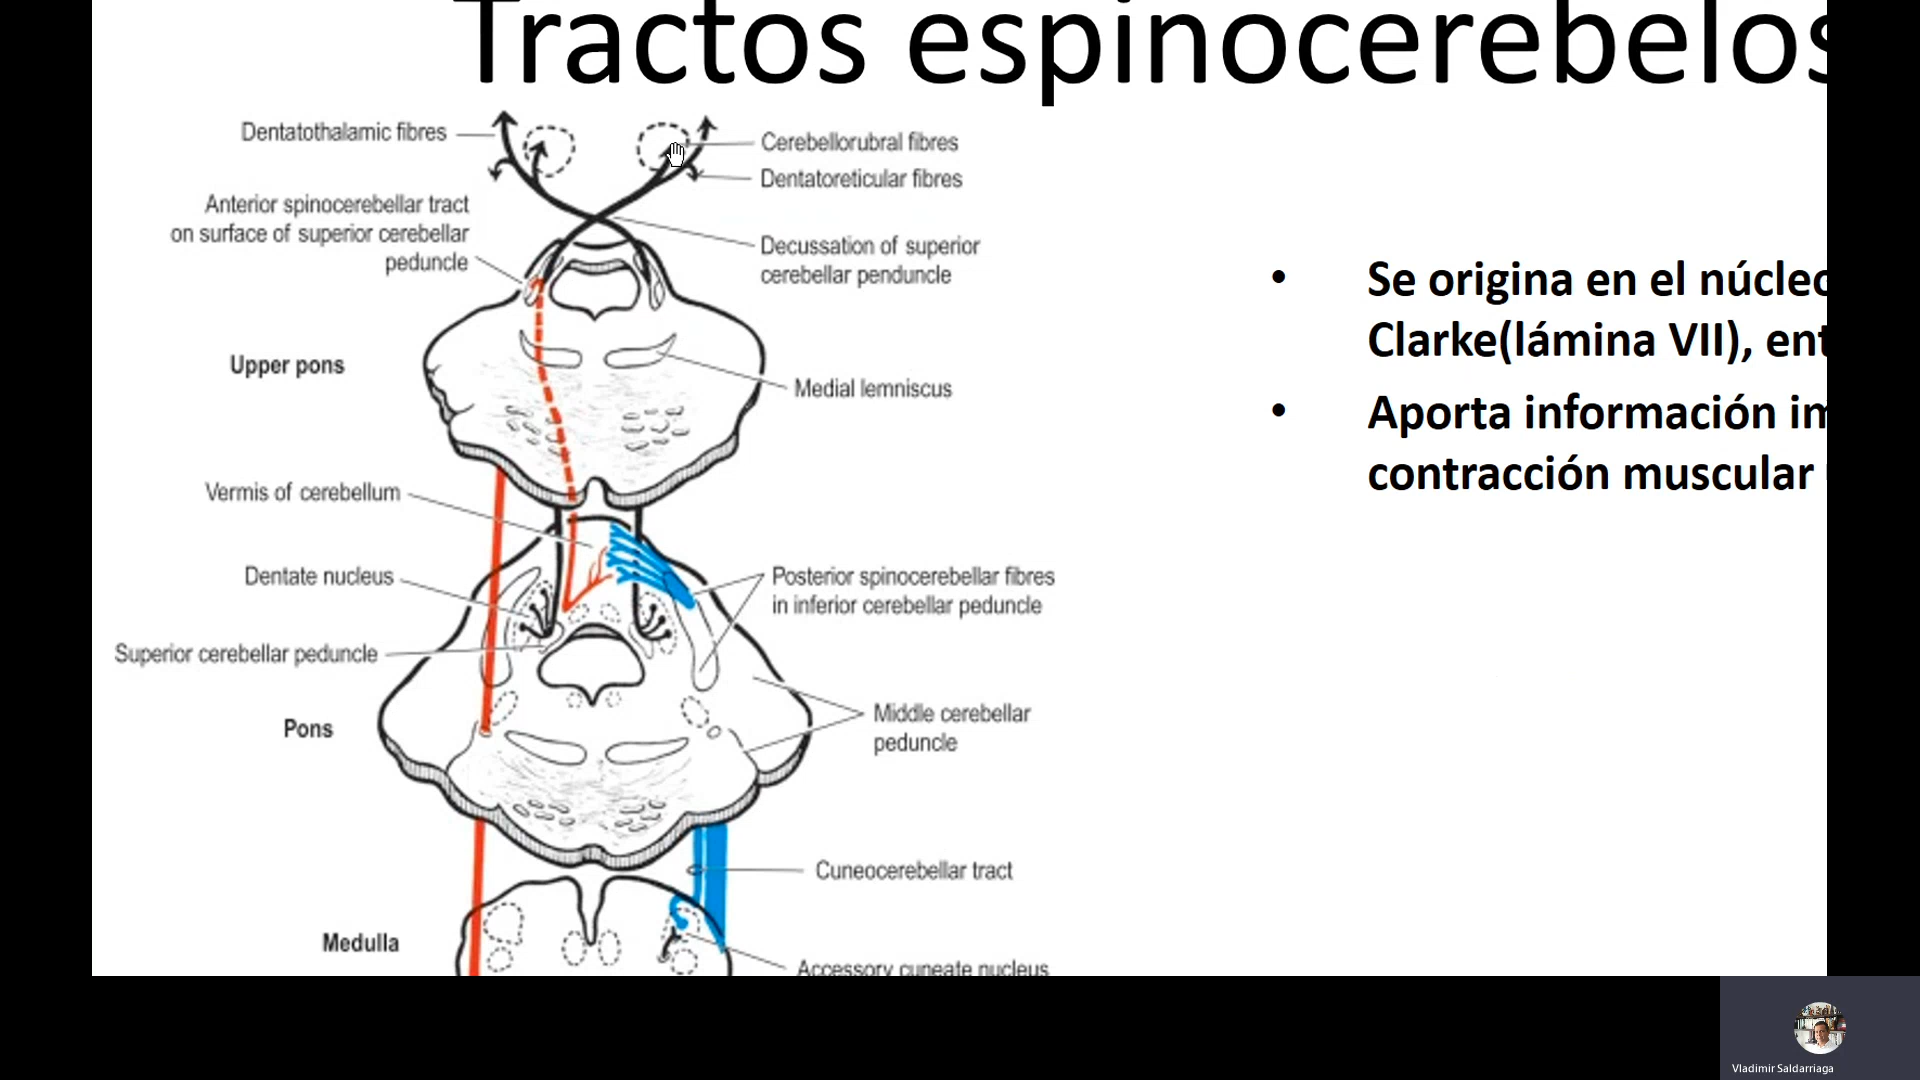 Tractos espinocerebelos
Dentatothalamic fibres
Cerebellorubral fibres
Dentatoreticular fibres
Anterior spinocerebellar tract
on surface of superior cerebellar
peduncle
Decussation of superior
cerebellar penduncle
Upper pons
Medial lemniscus
Vermis of cerebellum
Dentate nucleus
Posterior spinocerebellar fibres
in inferior cerebellar peduncle
Superior cerebellar peduncle
Pons
Middle cerebellar
peduncle
Cuneocerebellar tract
Medulla
Accessory cuneate nucleus
• Se origina en el núcleo
Clarke(lámina VII), ent
• Aporta información im
contracción muscular
Vladimir Saldarriaga